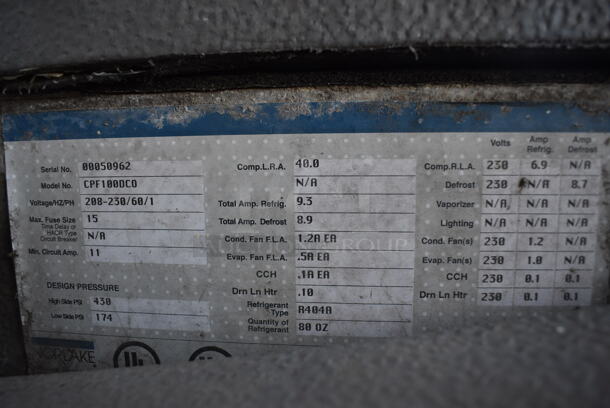 Serial No. 00050962
Model No. CPF100DCO
Voltage/HZ/PH 208-230/60/1
Max. Fuse Size 15
Time Delay or HACR Type Circuit Breaker N/A
Min. Circuit Amp. 11
DESIGN PRESSURE
High Side PSI 430
Low Side PSI 174
NORLAKE
Comp.L.R.A. 40.0
N/A
Total Amp. Refrig. 9.3
Total Amp. Defrost 8.9
Cond. Fan F.L.A. 1.2A EA
Evap. Fan F.L.A. .5A EA
CCH .1A EA
Drn Ln Htr .10
Refrigerant Type R404A
Quantity of Refrigerant 80 OZ
Volts Amp Refrig. Amp Defrost
Comp.R.L.A. 230 6.9 N/A
Defrost 230 N/A 8.7
Vaporizer N/A N/A N/A
Lighting N/A N/A N/A
Cond. Fan(s) 230 1.2 N/A
Evap. Fan(s) 230 1.0 N/A
CCH 230 0.1 0.1
Drn Ln Htr 230 0.1 0.1
GROUP